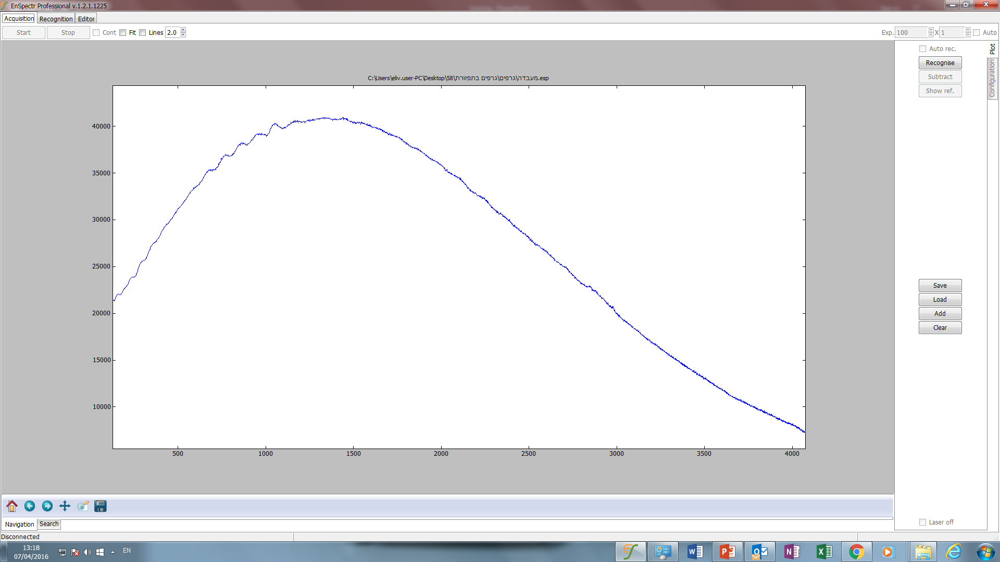 EnSpectr Professional v.1.2.1.1225
Acquisition Recognition Editor
Start Stop Cont Fit Lines 2.0 Exp. 100 X 1 Auto
Plot
Configuration
Auto rec.
Recognise
Subtract
Show ref.
C:\Users\eliv.user-PC\Desktop\58\מעבדה\גרפים\גרפים בתפזורת.esp
40000
35000
30000
25000
20000
15000
10000
500 1000 1500 2000 2500 3000 3500 4000
Save
Load
Add
Clear
Laser off
Navigation Search
Disconnected
13:18
07/04/2016
EN